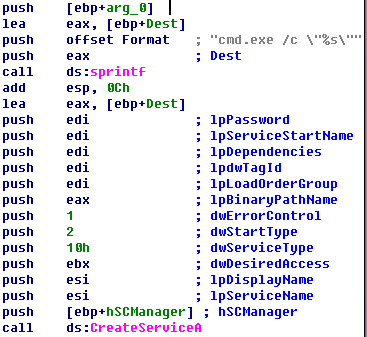 push [ebp+arg_0]
lea eax, [ebp+Dest]
push offset Format ; "cmd.exe /c \"%s\""
push eax ; Dest
call ds:sprintf
add esp, 0Ch
lea eax, [ebp+Dest]
push edi ; lpPassword
push edi ; lpServiceStartName
push edi ; lpDependencies
push edi ; lpdwTagId
push edi ; lpLoadOrderGroup
push eax ; lpBinaryPathName
push 1 ; dwErrorControl
push 2 ; dwStartType
push 10h ; dwServiceType
push ebx ; dwDesiredAccess
push esi ; lpDisplayName
push esi ; lpServiceName
push [ebp+hSCManager] ; hSCManager
call ds:CreateServiceA